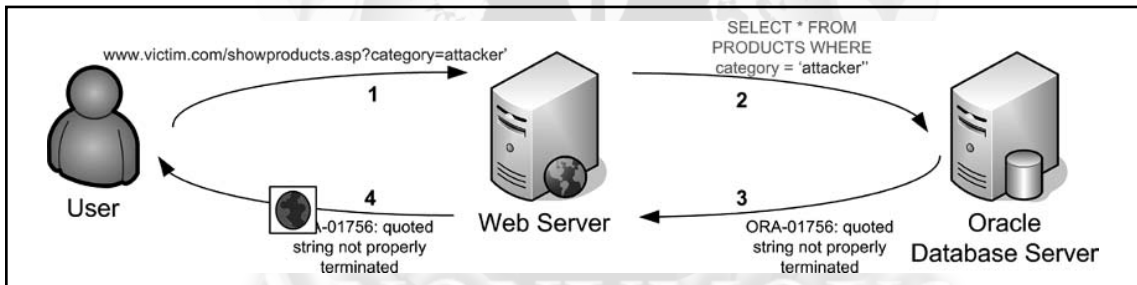 www.victim.com/showproducts.asp?category=attacker’
SELECT * FROM
PRODUCTS WHERE
category = ‘attacker’’
1
2
User
Web Server
Oracle
Database Server
4
-01756: quoted
string not properly
terminated
3
ORA-01756: quoted
string not properly
terminated